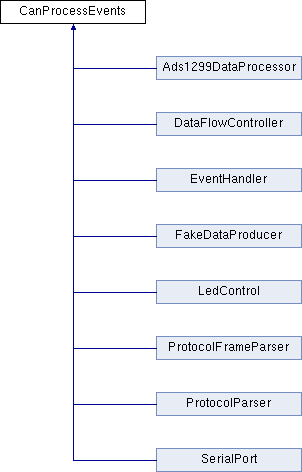 CanProcessEvents
Ads1299DataProcessor
DataFlowController
EventHandler
FakeDataProducer
LedControl
ProtocolFrameParser
ProtocolParser
SerialPort